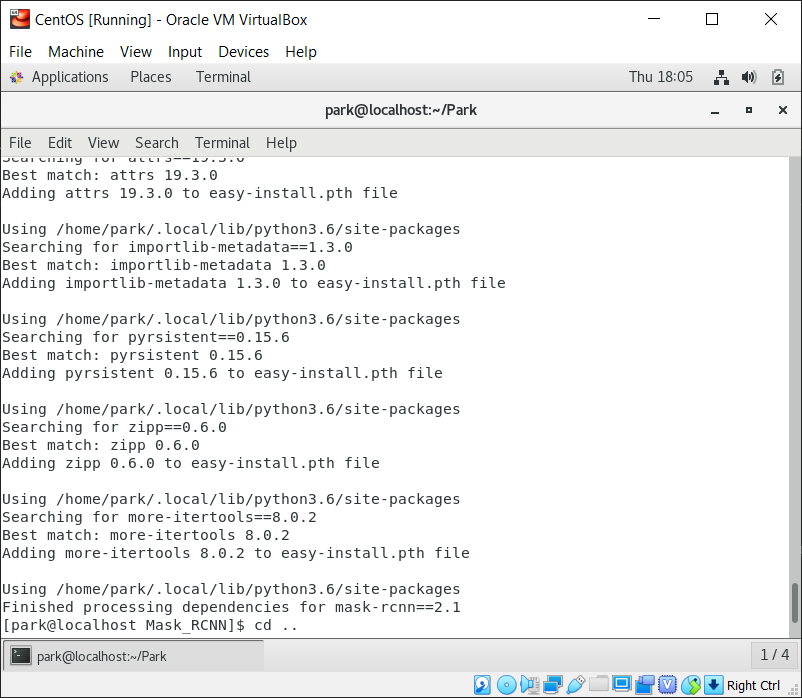 CentOS [Running] - Oracle VM VirtualBox
File Machine View Input Devices Help
Applications Places Terminal Thu 18:05
park@localhost:~/Park
File Edit View Search Terminal Help
Searching for attrs==19.3.0
Best match: attrs 19.3.0
Adding attrs 19.3.0 to easy-install.pth file
Using /home/park/.local/lib/python3.6/site-packages
Searching for importlib-metadata==1.3.0
Best match: importlib-metadata 1.3.0
Adding importlib-metadata 1.3.0 to easy-install.pth file
Using /home/park/.local/lib/python3.6/site-packages
Searching for pyrsistent==0.15.6
Best match: pyrsistent 0.15.6
Adding pyrsistent 0.15.6 to easy-install.pth file
Using /home/park/.local/lib/python3.6/site-packages
Searching for zipp==0.6.0
Best match: zipp 0.6.0
Adding zipp 0.6.0 to easy-install.pth file
Using /home/park/.local/lib/python3.6/site-packages
Searching for more-itertools==8.0.2
Best match: more-itertools 8.0.2
Adding more-itertools 8.0.2 to easy-install.pth file
Using /home/park/.local/lib/python3.6/site-packages
Finished processing dependencies for mask-rcnn==2.1
[park@localhost Mask_RCNN]$ cd ..
park@localhost:~/Park
1 / 4
Right Ctrl